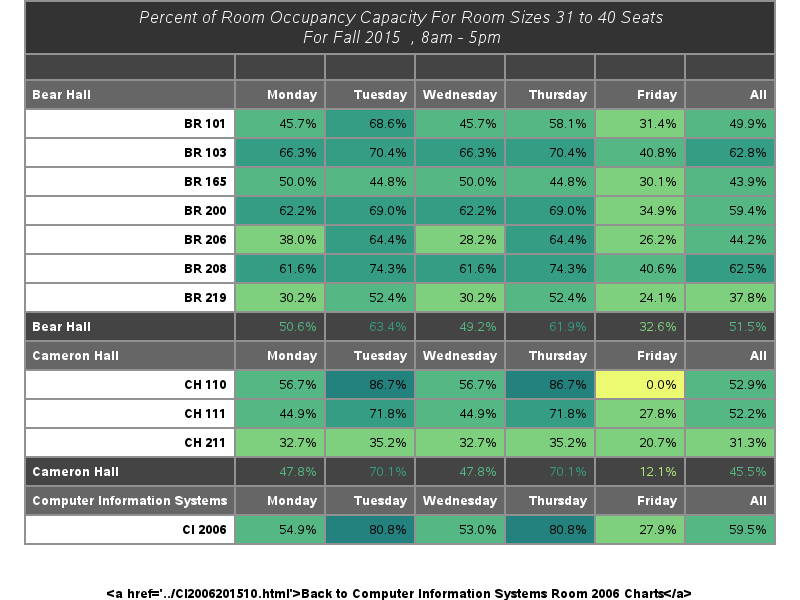 Percent of Room Occupancy Capacity For Room Sizes 31 to 40 Seats
For Fall 2015 , 8am - 5pm
Bear Hall Monday Tuesday Wednesday Thursday Friday All
BR 101 45.7% 68.6% 45.7% 58.1% 31.4% 49.9%
BR 103 66.3% 70.4% 66.3% 70.4% 40.8% 62.8%
BR 165 50.0% 44.8% 50.0% 44.8% 30.1% 43.9%
BR 200 62.2% 69.0% 62.2% 69.0% 34.9% 59.4%
BR 206 38.0% 64.4% 28.2% 64.4% 26.2% 44.2%
BR 208 61.6% 74.3% 61.6% 74.3% 40.6% 62.5%
BR 219 30.2% 52.4% 30.2% 52.4% 24.1% 37.8%
Bear Hall 50.6% 63.4% 49.2% 61.9% 32.6% 51.5%
Cameron Hall Monday Tuesday Wednesday Thursday Friday All
CH 110 56.7% 86.7% 56.7% 86.7% 0.0% 52.9%
CH 111 44.9% 71.8% 44.9% 71.8% 27.8% 52.2%
CH 211 32.7% 35.2% 32.7% 35.2% 20.7% 31.3%
Cameron Hall 47.8% 70.1% 47.8% 70.1% 12.1% 45.5%
Computer Information Systems Monday Tuesday Wednesday Thursday Friday All
CI 2006 54.9% 80.8% 53.0% 80.8% 27.9% 59.5%
<a href='../CI2006201510.html'>Back to Computer Information Systems Room 2006 Charts</a>